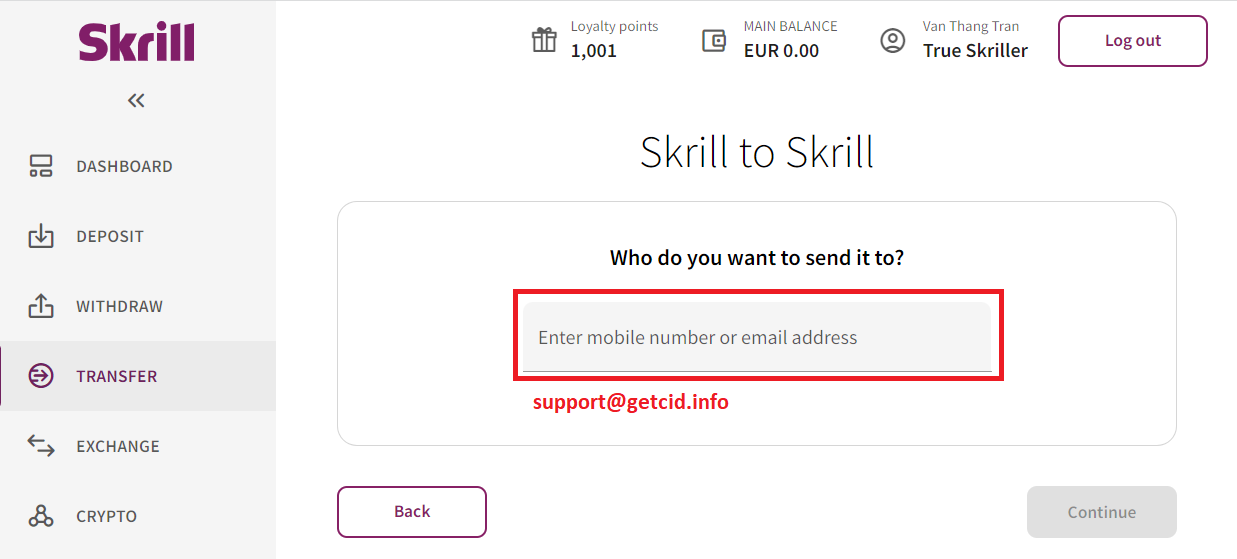 Skrill
Loyalty points
1,001
MAIN BALANCE
EUR 0.00
Van Thang Tran
True Skriller
Log out
DASHBOARD
DEPOSIT
WITHDRAW
TRANSFER
EXCHANGE
CRYPTO
Skrill to Skrill
Who do you want to send it to?
Enter mobile number or email address
support@getcid.info
Back
Continue